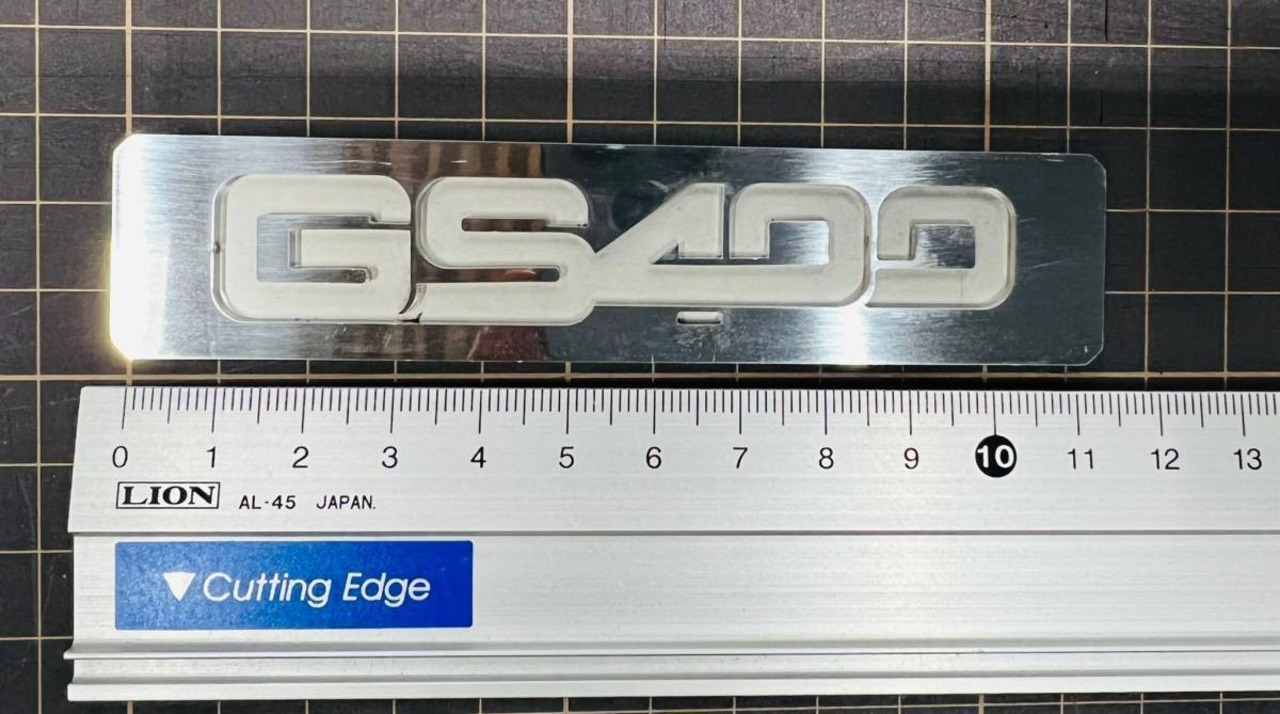 GS400
0 1 2 3 4 5 6 7 8 9 10 11 12 13
LION AL-45 JAPAN.
Cutting Edge